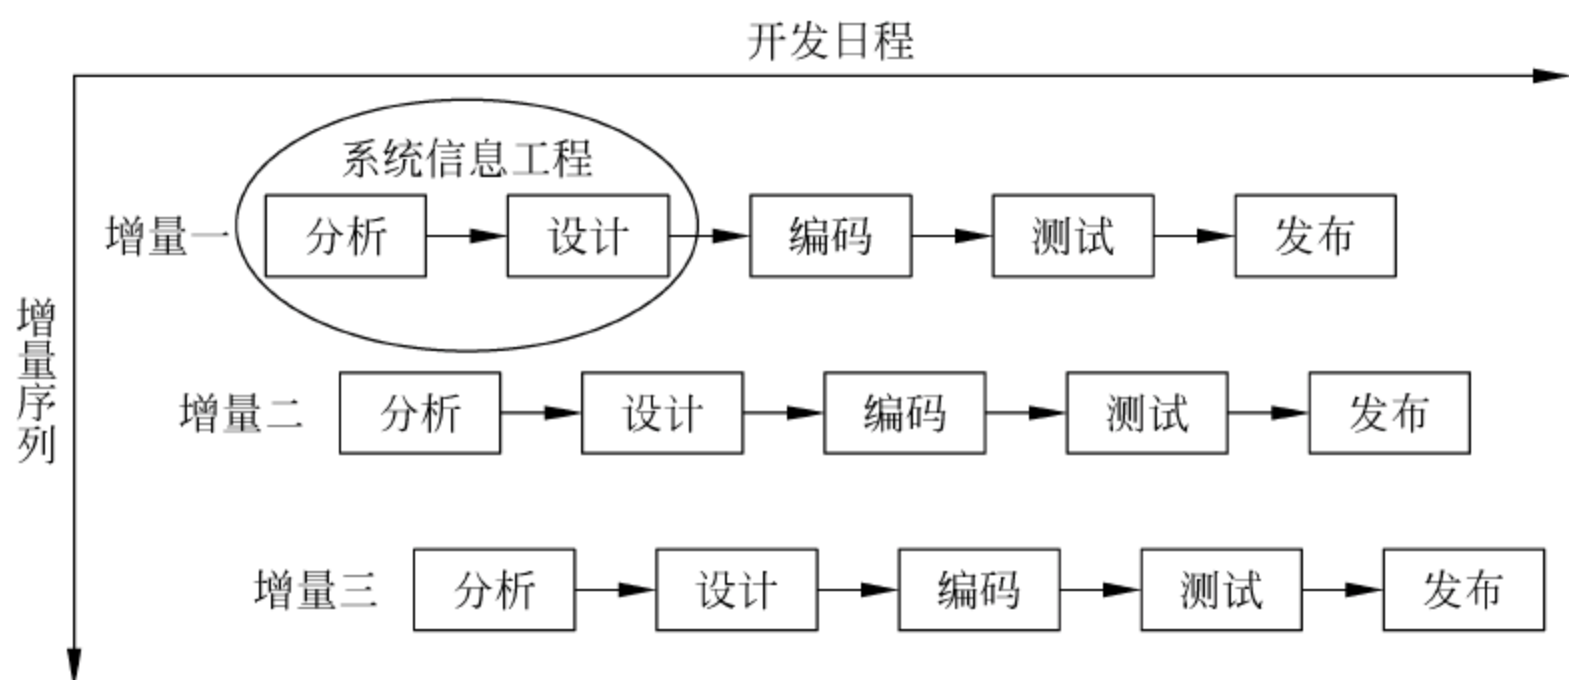 开发日程
系统信息工程
增量一 分析 设计 编码 测试 发布
增量序列
增量二 分析 设计 编码 测试 发布
增量三 分析 设计 编码 测试 发布